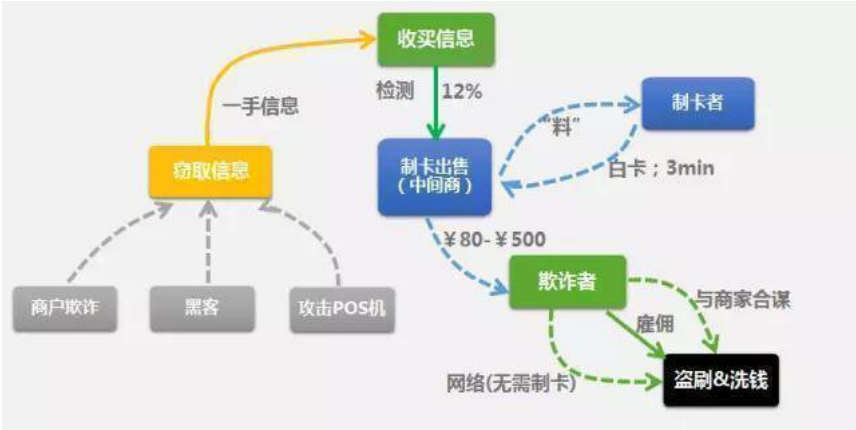 收买信息
检测
12%
一手信息
制卡者
“料”
窃取信息
制卡出售
(中间商)
白卡；3min
￥80-￥500
欺诈者
商户欺诈
黑客
攻击POS机
与商家合谋
雇佣
网络(无需制卡)
盗刷&洗钱